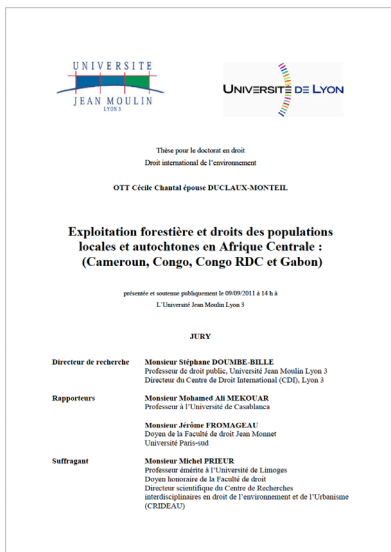 UNIVERSITE
JEAN MOULIN
LYON 3
UNIVERSITÉ DE LYON
Thèse pour le doctorat en droit
Droit international de l'environnement
OTT Cécile Chantal épouse DUCLAUX-MONTEIL
Exploitation forestière et droits des populations
locales et autochtones en Afrique Centrale :
(Cameroun, Congo, Congo RDC et Gabon)
présentée et soutenue publiquement le 09/09/2011 à 14 h à
L'Université Jean Moulin Lyon 3
JURY
Directeur de recherche Monsieur Stéphane DOUMBE-BILLE
Professeur de droit public, Université Jean Moulin Lyon 3
Directeur du Centre de Droit International (CDI), Lyon 3
Rapporteurs Monsieur Mohamed Ali MEKOUAR
Professeur à l'Université de Casablanca
Monsieur Jérôme FROMAGEAU
Doyen de la Faculté de droit Jean Monnet
Université Paris-sud
Suffragant Monsieur Michel PRIEUR
Professeur émérite à l'Université de Limoges
Doyen honoraire de la Faculté de droit
Directeur scientifique du Centre de Recherches
interdisciplinaires en droit de l'environnement et de l'Urbanisme
(CRIDEAU)